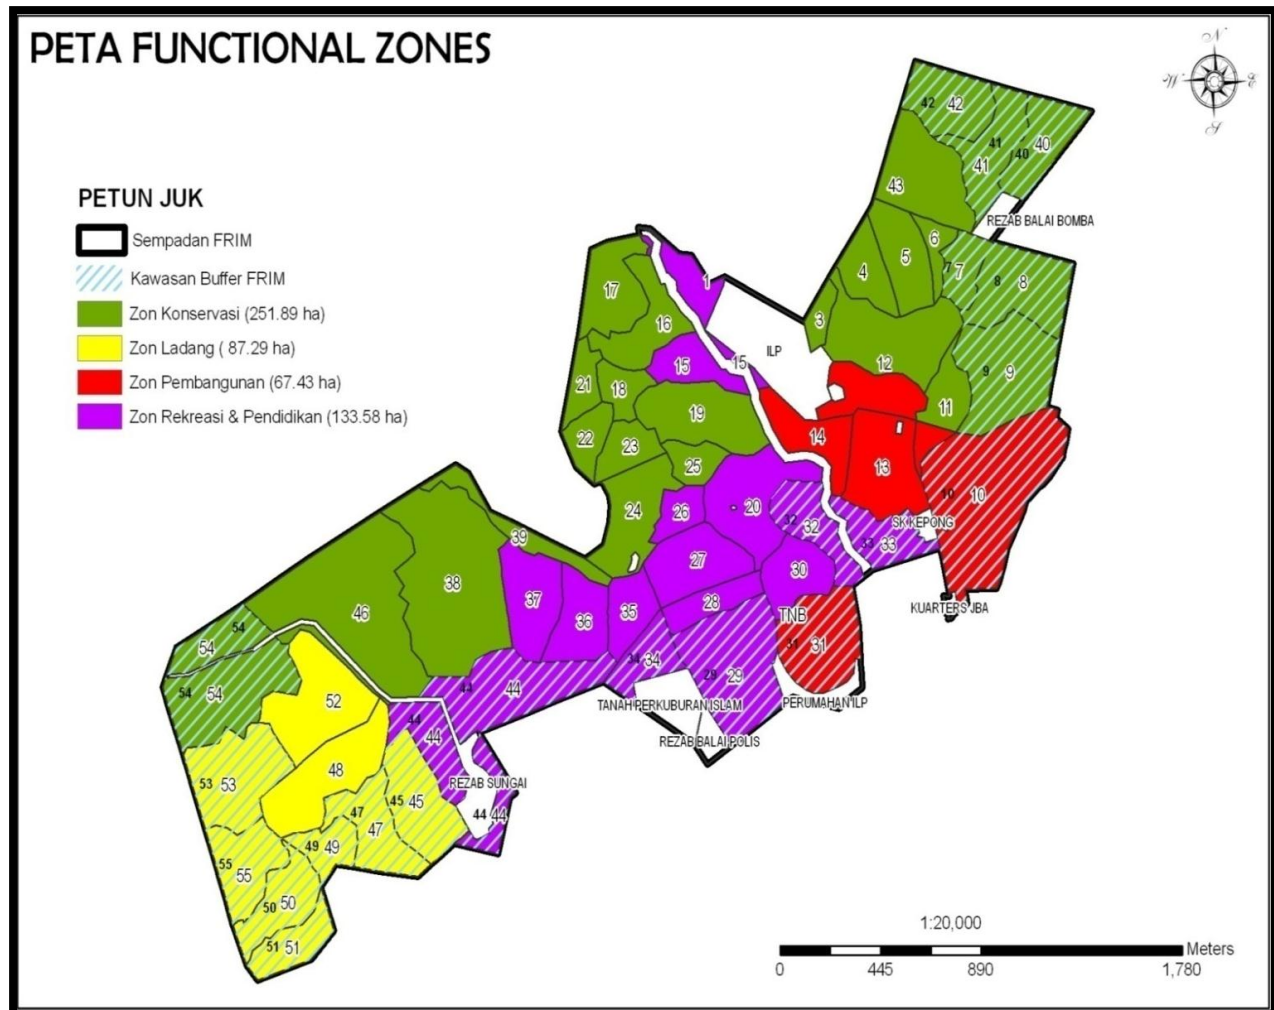 PETA FUNCTIONAL ZONES
N
W E
S
PETUN JUK
Sempadan FRIM
Kawasan Buffer FRIM
Zon Konservasi (251.89 ha)
Zon Ladang ( 87.29 ha)
Zon Pembangunan (67.43 ha)
Zon Rekreasi & Pendidikan (133.58 ha)
42 42
41 40 40
41
43
REZAB BALAI BOMBA
6
5
4
7 7
8 8
1
17
16
3
ILP
15
15
12
9 9
21
18
19
11
22
23
14
25
13
10 10
24
26
20
32 32
SK KEPONG
33 33
39
38
27
30
37
36
35
28
46
KUARTERS JBA
TNB
31 31
54
54
34 34
29 29
54 54
44 44
52
TANAH PERKUBURAN ISLAM
PERUMAHAN ILP
44
44
REZAB BALAI POLIS
48
53 53
REZAB SUNGAI
45 45
47
47
44 44
49 49
55
55
50 50
51 51
1:20,000
Meters
0 445 890 1,780